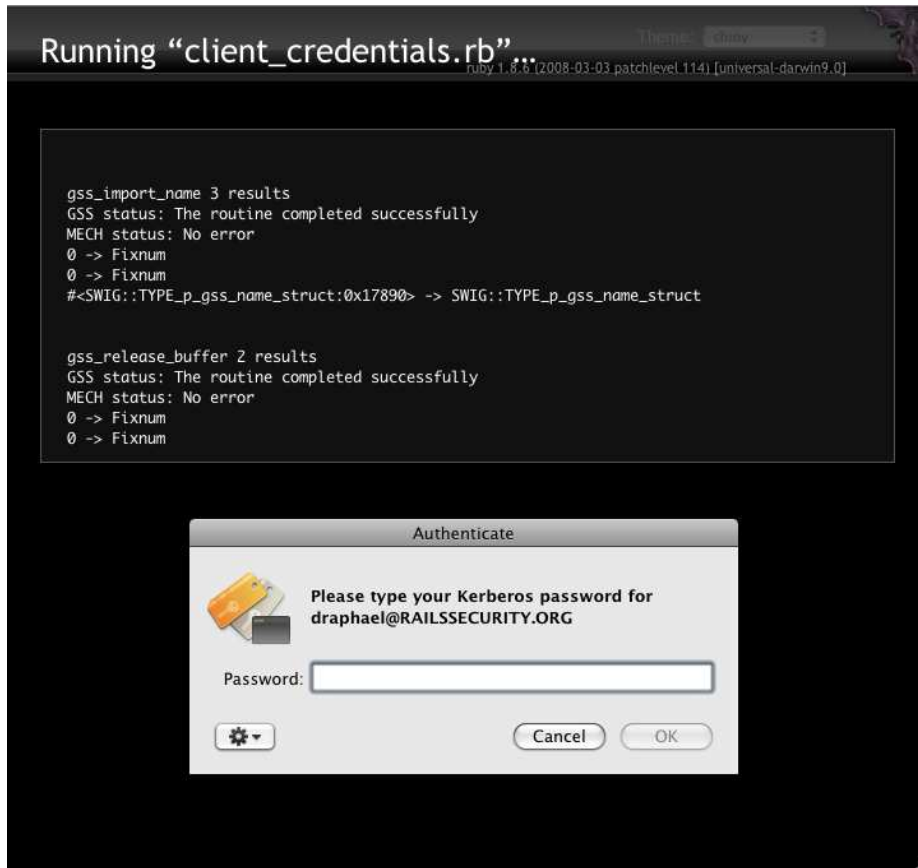 Theme: shiny
Running “client_credentials.rb”...
ruby 1.8.6 (2008-03-03 patchlevel 114) [universal-darwin9.0]
gss_import_name 3 results
GSS status: The routine completed successfully
MECH status: No error
0 -> Fixnum
0 -> Fixnum
#<SWIG::TYPE_p_gss_name_struct:0x17890> -> SWIG::TYPE_p_gss_name_struct
gss_release_buffer 2 results
GSS status: The routine completed successfully
MECH status: No error
0 -> Fixnum
0 -> Fixnum
Authenticate
Please type your Kerberos password for
draphael@RAILSSECURITY.ORG
Password:
Cancel
OK